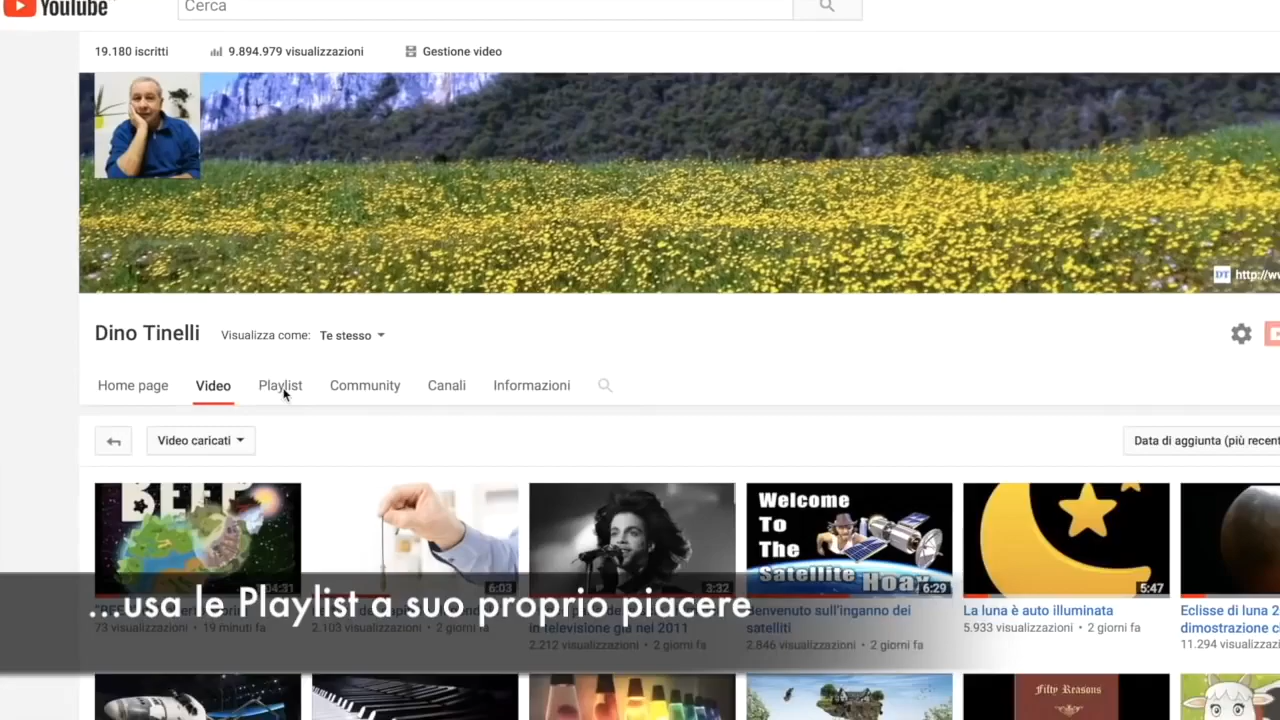 YouTube
Cerca
19.180 iscritti
9.894.979 visualizzazioni
Gestione video
DT http://w
Dino Tinelli
Visualizza come: Te stesso
Home page
Video
Playlist
Community
Canali
Informazioni
Video caricati
Data di aggiunta (più recent
Welcome
To
The
Satellite Hoax
04:31
6:03
3:32
6:29
5:47
...usa le Playlist a suo proprio piacere
73 visualizzazioni • 19 minuti fa
2.103 visualizzazioni • 2 giorni fa
in televisione già nel 2011
2.212 visualizzazioni • 2 giorni fa
Benvenuto sull'inganno dei
satelliti
2.846 visualizzazioni • 2 giorni fa
La luna è auto illuminata
5.933 visualizzazioni • 2 giorni fa
Eclisse di luna 2
dimostrazione
11.294 visualizzazi
Fifty Reasons